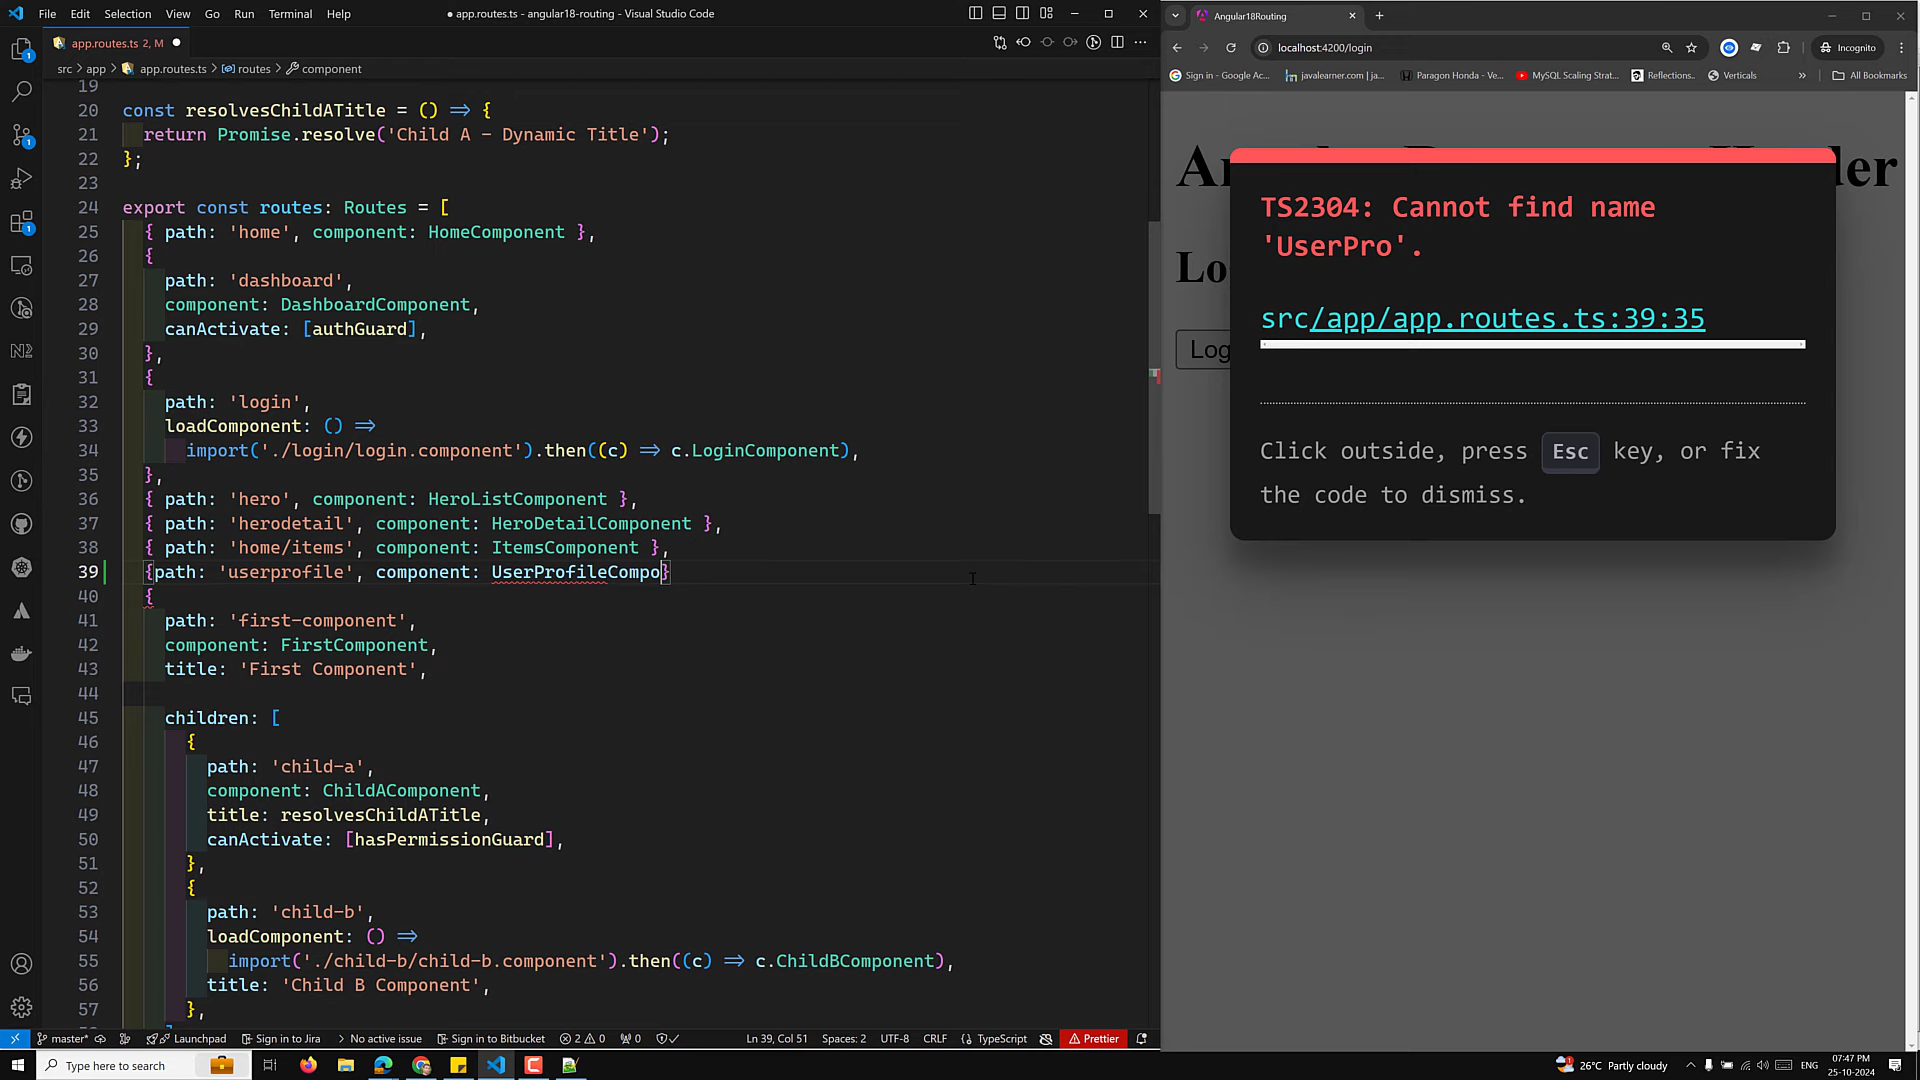 File Edit Selection View Go Run Terminal Help
● app.routes.ts - angular18-routing - Visual Studio Code
app.routes.ts 2, M ●
src > app > app.routes.ts > routes > component
19
20 const resolvesChildATitle = () => {
21 return Promise.resolve('Child A - Dynamic Title');
22 };
23
24 export const routes: Routes = [
25 { path: 'home', component: HomeComponent },
26 {
27 path: 'dashboard',
28 component: DashboardComponent,
29 canActivate: [authGuard],
30 },
31 {
32 path: 'login',
33 loadComponent: () =>
34 import('./login/login.component').then((c) => c.LoginComponent),
35 },
36 { path: 'hero', component: HeroListComponent },
37 { path: 'herodetail', component: HeroDetailComponent },
38 { path: 'home/items', component: ItemsComponent },
39 {path: 'userprofile', component: UserProfileCompo}
40 {
41 path: 'first-component',
42 component: FirstComponent,
43 title: 'First Component',
44
45 children: [
46 {
47 path: 'child-a',
48 component: ChildAComponent,
49 title: resolvesChildATitle,
50 canActivate: [hasPermissionGuard],
51 },
52 {
53 path: 'child-b',
54 loadComponent: () =>
55 import('./child-b/child-b.component').then((c) => c.ChildBComponent),
56 title: 'Child B Component',
57 },
master* Launchpad Sign in to Jira No active issue Sign in to Bitbucket 2 0 0 Ln 39, Col 51 Spaces: 2 UTF-8 CRLF TypeScript Prettier
Angular18Routing
localhost:4200/login
Incognito
Sign in - Google Ac... javalearner.com | ja... Paragon Honda - Ve... MySQL Scaling Strat... Reflections.. Verticals » All Bookmarks
TS2304: Cannot find name
'UserPro'.
src/app/app.routes.ts:39:35
Click outside, press Esc key, or fix
the code to dismiss.
Type here to search
26°C Partly cloudy ENG 07:47 PM
25-10-2024